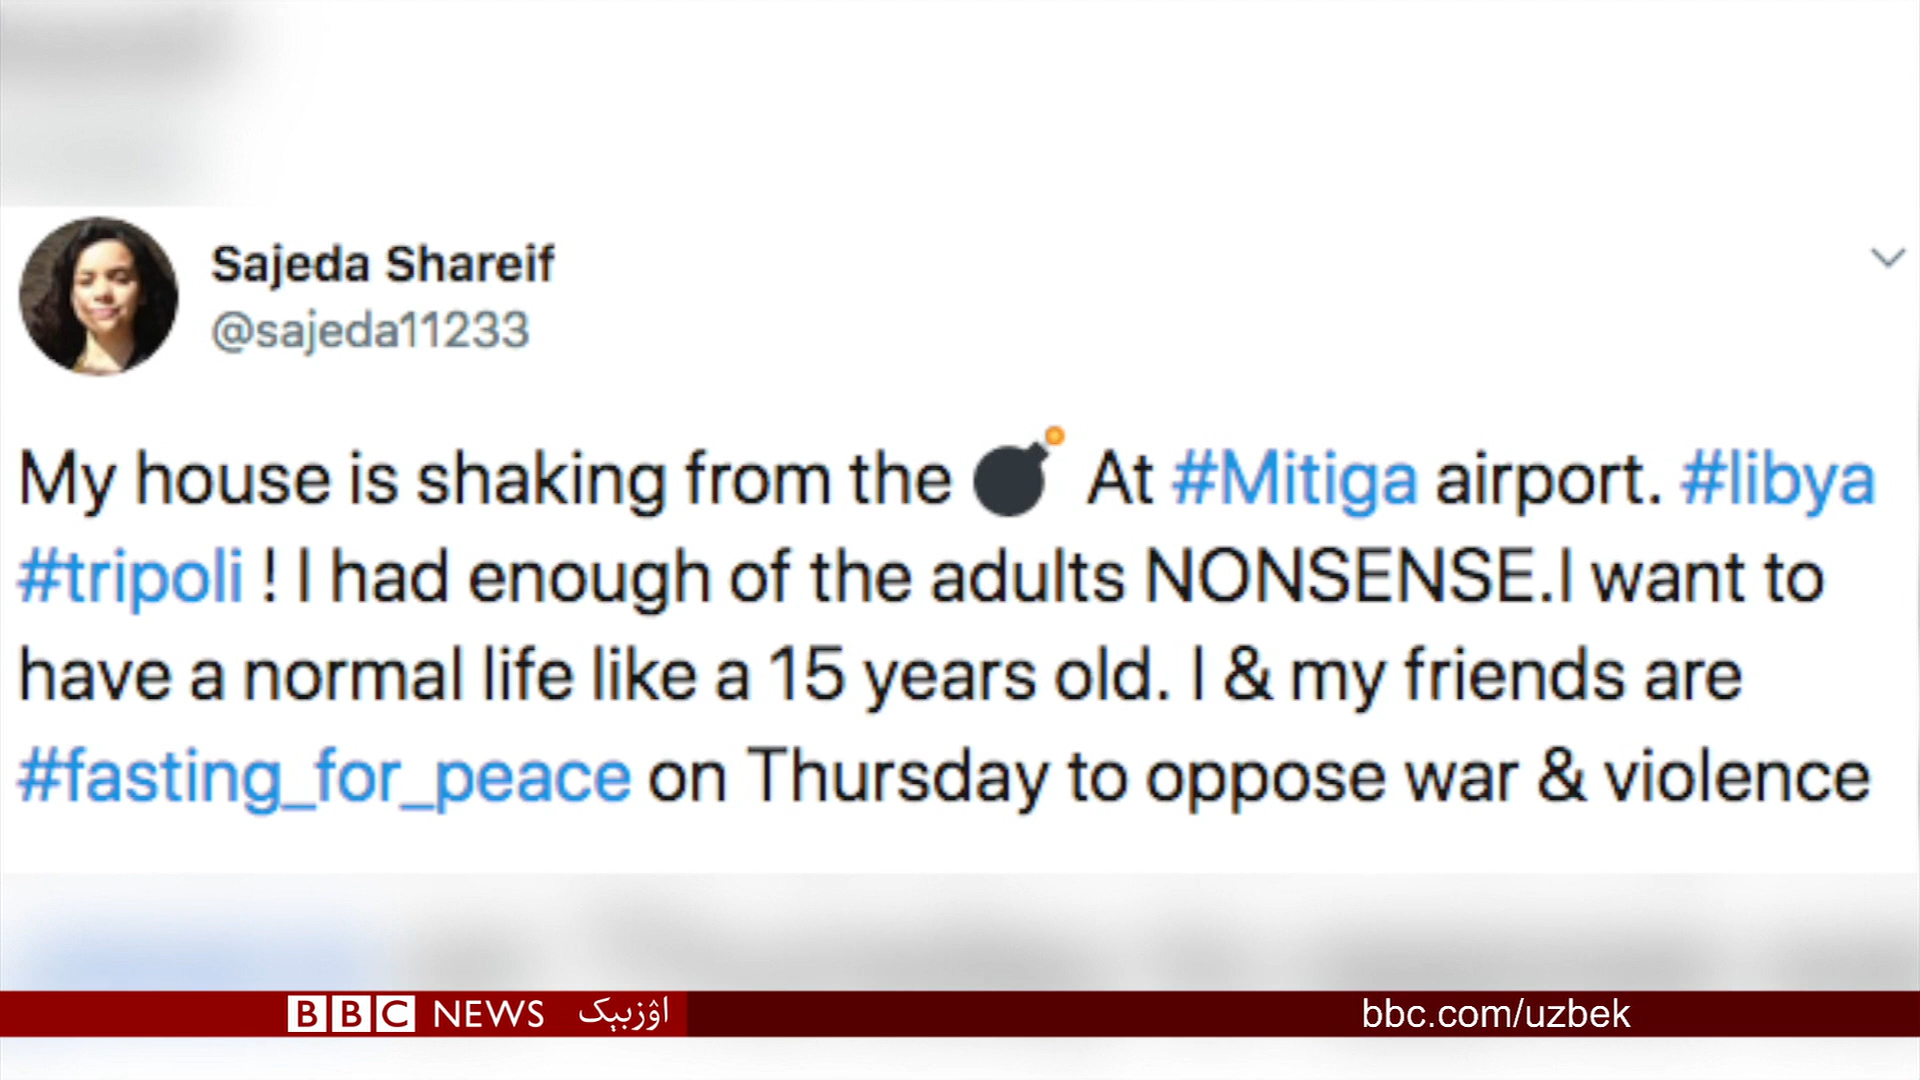 Sajeda Shareif
@sajeda11233
My house is shaking from the 💣 At #Mitiga airport. #libya
#tripoli ! I had enough of the adults NONSENSE.I want to
have a normal life like a 15 years old. I & my friends are
#fasting_for_peace on Thursday to oppose war & violence
BBC NEWS اۉزبېک bbc.com/uzbek